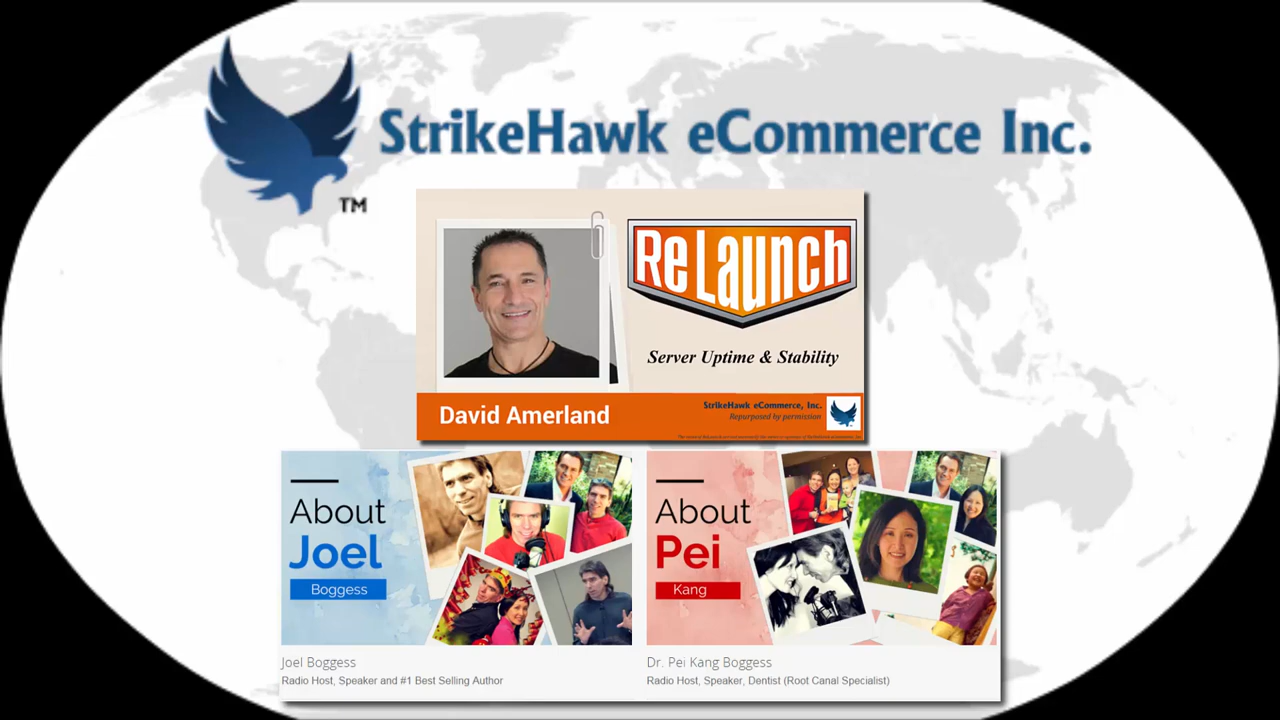 StrikeHawk eCommerce Inc.
TM
ReLaunch
Server Uptime & Stability
David Amerland
StrikeHawk eCommerce, Inc.
Repurposed by permission
About
Joel
Boggess
About
Pei
Kang
Joel Boggess
Radio Host, Speaker and #1 Best Selling Author
Dr. Pei Kang Boggess
Radio Host, Speaker, Dentist (Root Canal Specialist)